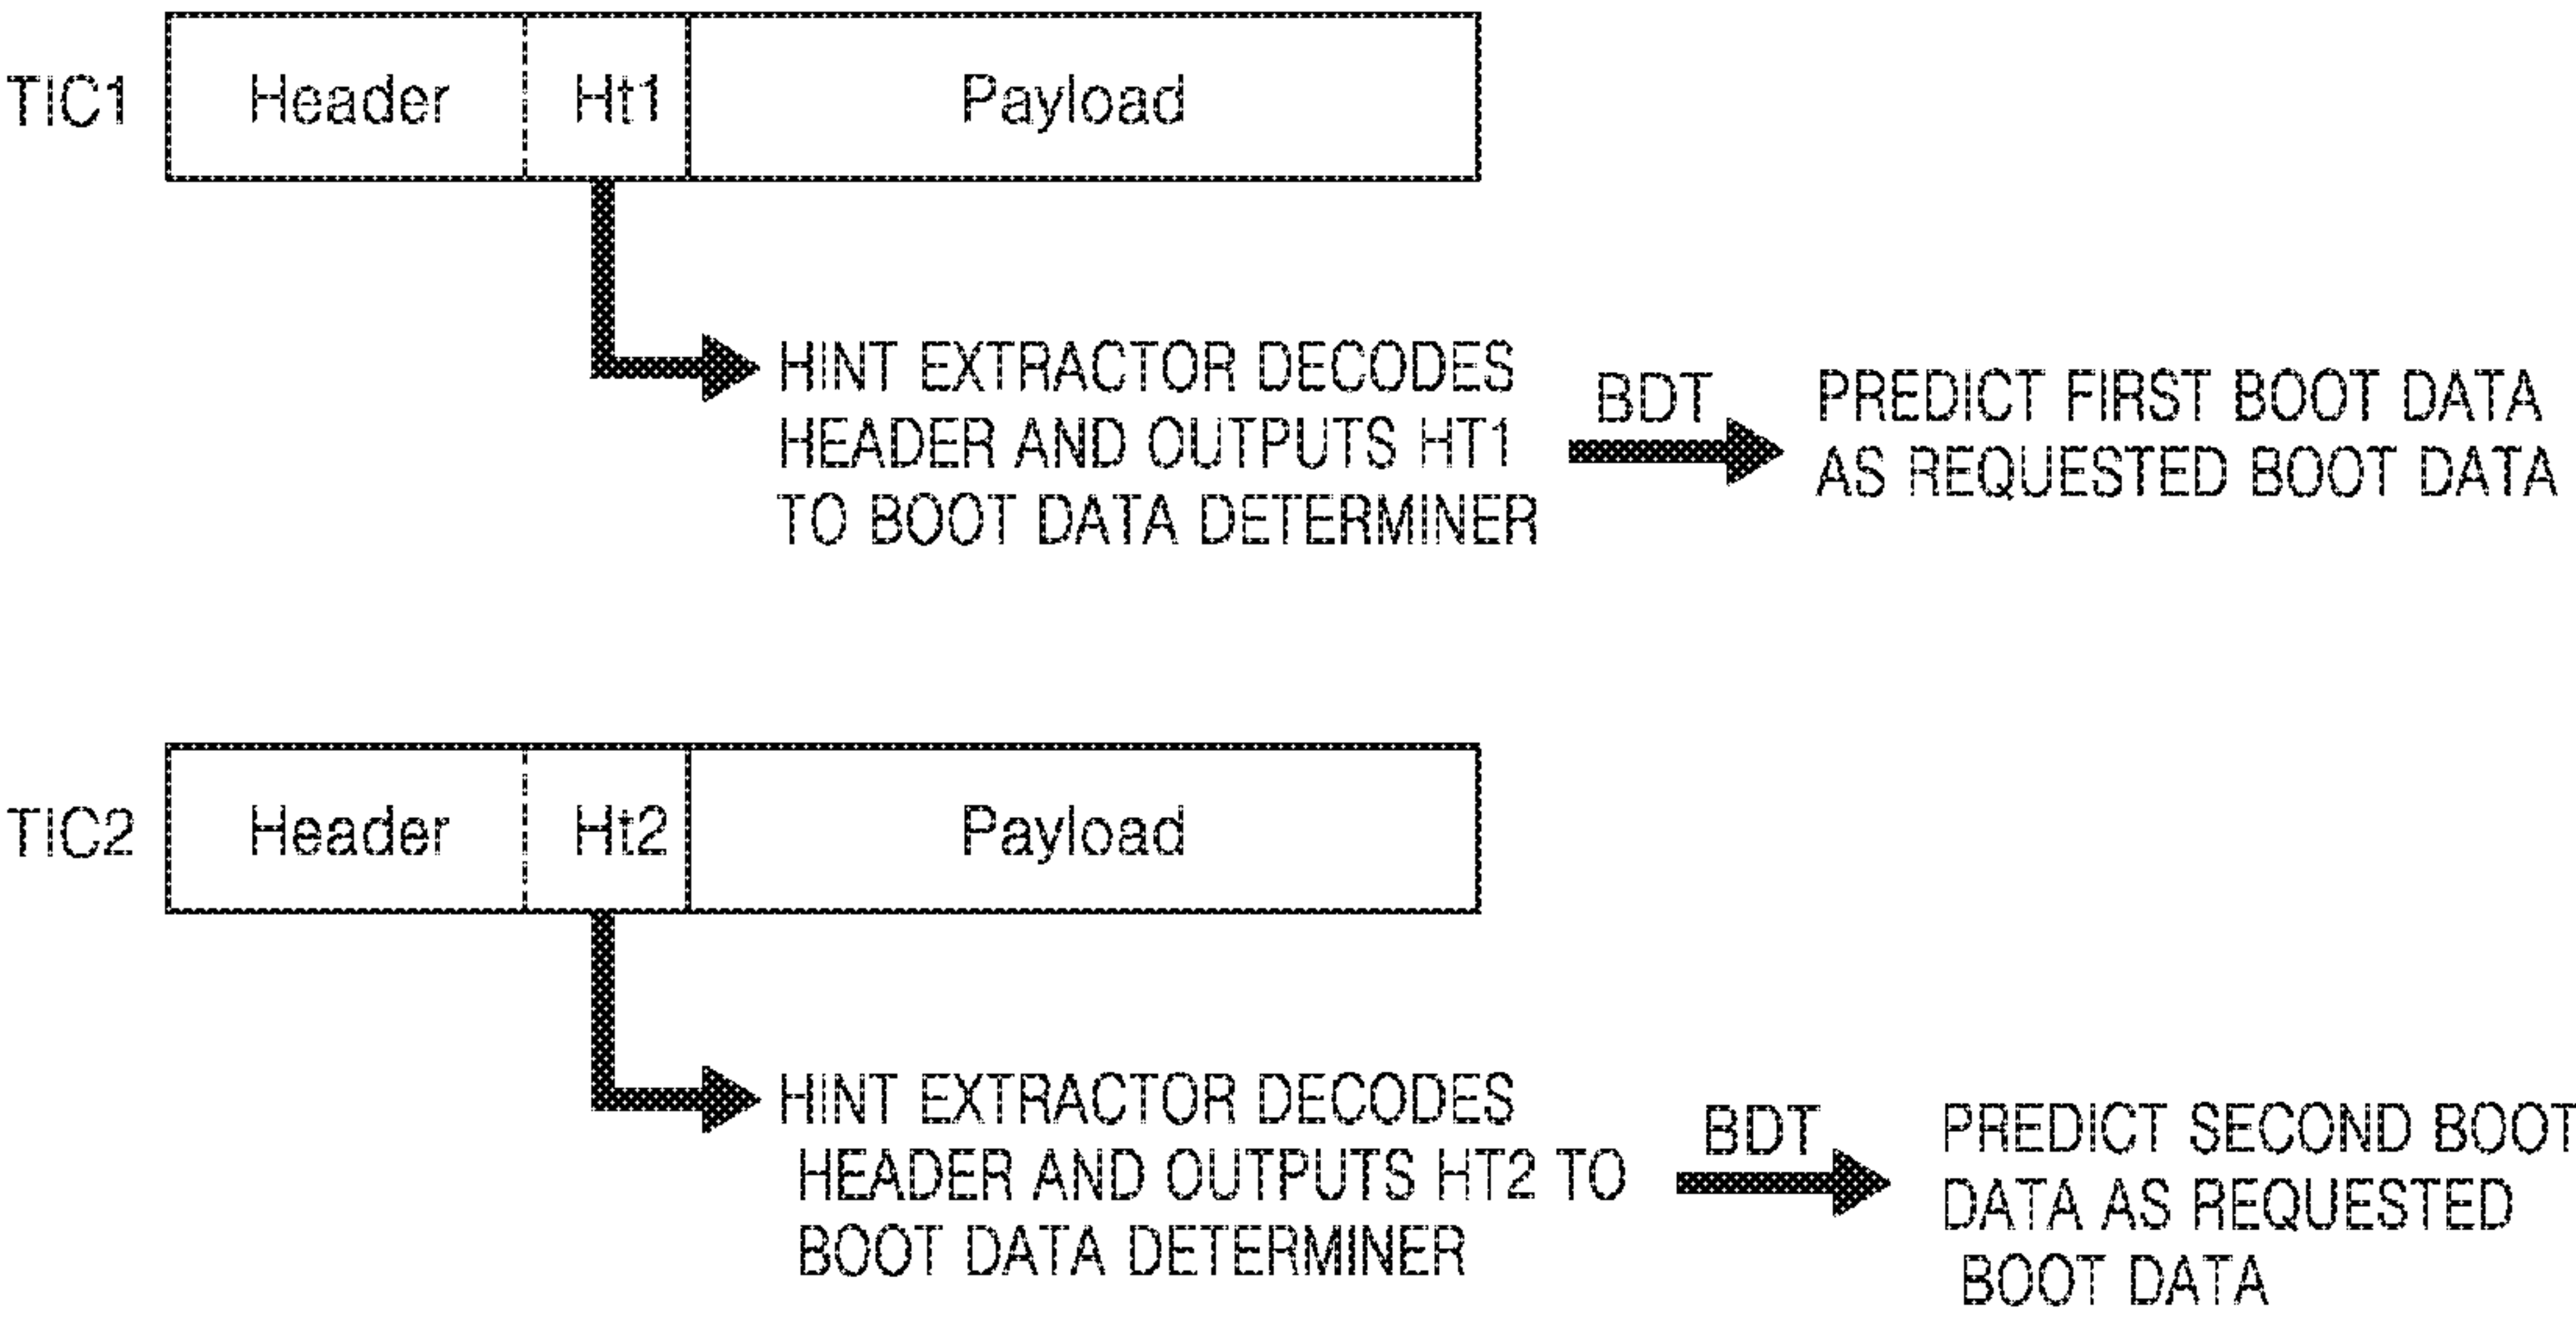 TIC1 Header Ht1 Payload
HINT EXTRACTOR DECODES
HEADER AND OUTPUTS HT1
TO BOOT DATA DETERMINER
BDT
PREDICT FIRST BOOT DATA
AS REQUESTED BOOT DATA
TIC2 Header Ht2 Payload
HINT EXTRACTOR DECODES
HEADER AND OUTPUTS HT2 TO
BOOT DATA DETERMINER
BDT
PREDICT SECOND BOOT
DATA AS REQUESTED
BOOT DATA